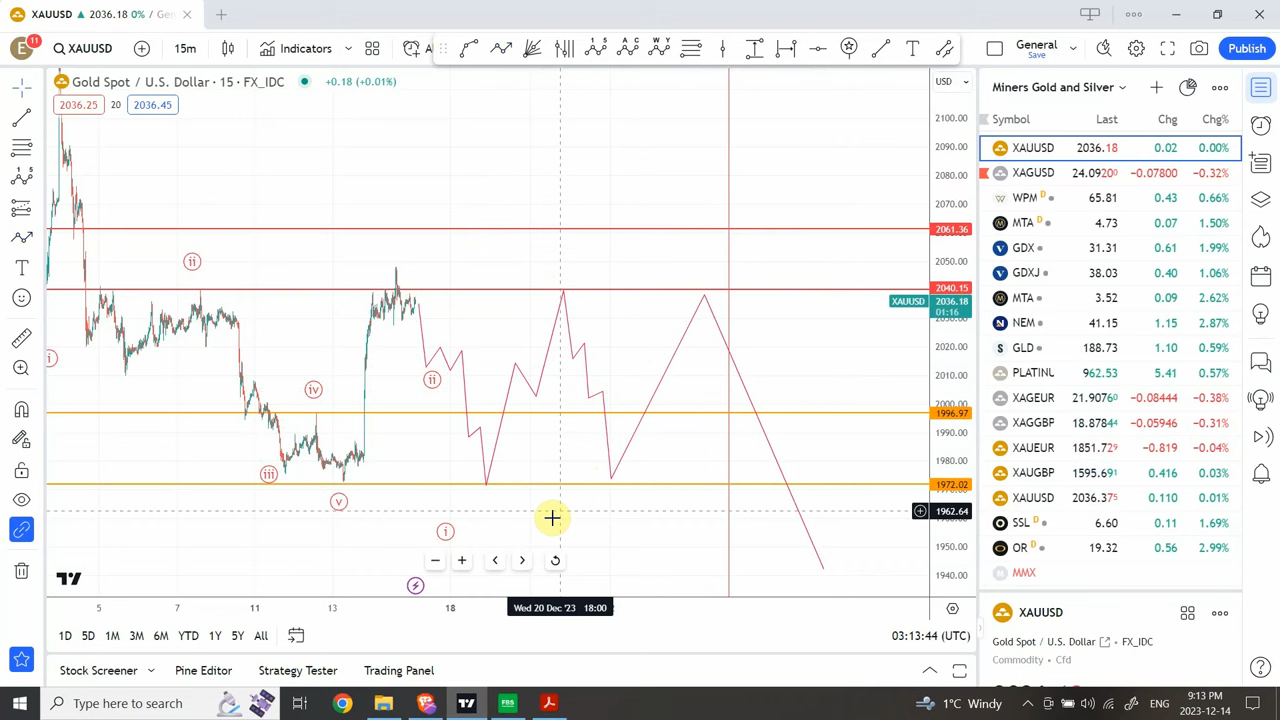 XAUUSD ▲ 2036.18 0% / Gen
E 11 XAUUSD 15m Indicators A General Save Publish
Gold Spot / U.S. Dollar · 15 · FX_IDC +0.18 (+0.01%)
2036.25 20 2036.45
USD
2100.00
2090.00
2080.00
2070.00
2061.36
2050.00
2040.15
XAUUSD 2036.18
01:16
2030.00
2020.00
2010.00
2000.00
1996.97
1990.00
1980.00
1972.02
1962.64
1950.00
1940.00
ii
i
iv
ii
iii
v
i
5 7 11 13 18 Wed 20 Dec '23 18:00
1D 5D 1M 3M 6M YTD 1Y 5Y All 03:13:44 (UTC)
Stock Screener Pine Editor Strategy Tester Trading Panel
Miners Gold and Silver
Symbol Last Chg Chg%
XAUUSD 2036.18 0.02 0.00%
XAGUSD 24.09200 -0.07800 -0.32%
WPM D 65.81 0.43 0.66%
MTA D 4.73 0.07 1.50%
GDX 31.31 0.61 1.99%
GDXJ 38.03 0.40 1.06%
MTA 3.52 0.09 2.62%
NEM 41.15 1.15 2.87%
GLD 188.73 1.10 0.59%
PLATINU 962.53 5.41 0.57%
XAGEUR 21.90760 -0.08444 -0.38%
XAGGBP 18.87844 -0.05946 -0.31%
XAUEUR 1851.729 -0.819 -0.04%
XAUGBP 1595.691 0.416 0.03%
XAUUSD 2036.375 0.110 0.01%
SSL D 6.60 0.11 1.69%
OR D 19.32 0.56 2.99%
MMX
XAUUSD
Gold Spot / U.S. Dollar FX_IDC
Commodity • Cfd
Type here to search FBS 1°C Windy ENG 9:13 PM
2023-12-14